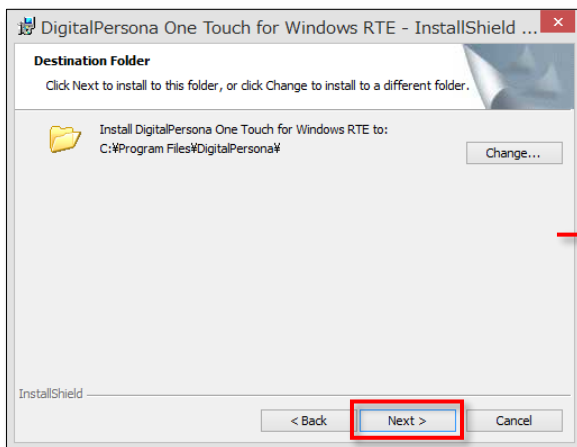 DigitalPersona One Touch for Windows RTE - InstallShield ...
Destination Folder
Click Next to install to this folder, or click Change to install to a different folder.
Install DigitalPersona One Touch for Windows RTE to:
C:¥Program Files¥DigitalPersona¥
Change...
InstallShield
< Back
Next >
Cancel